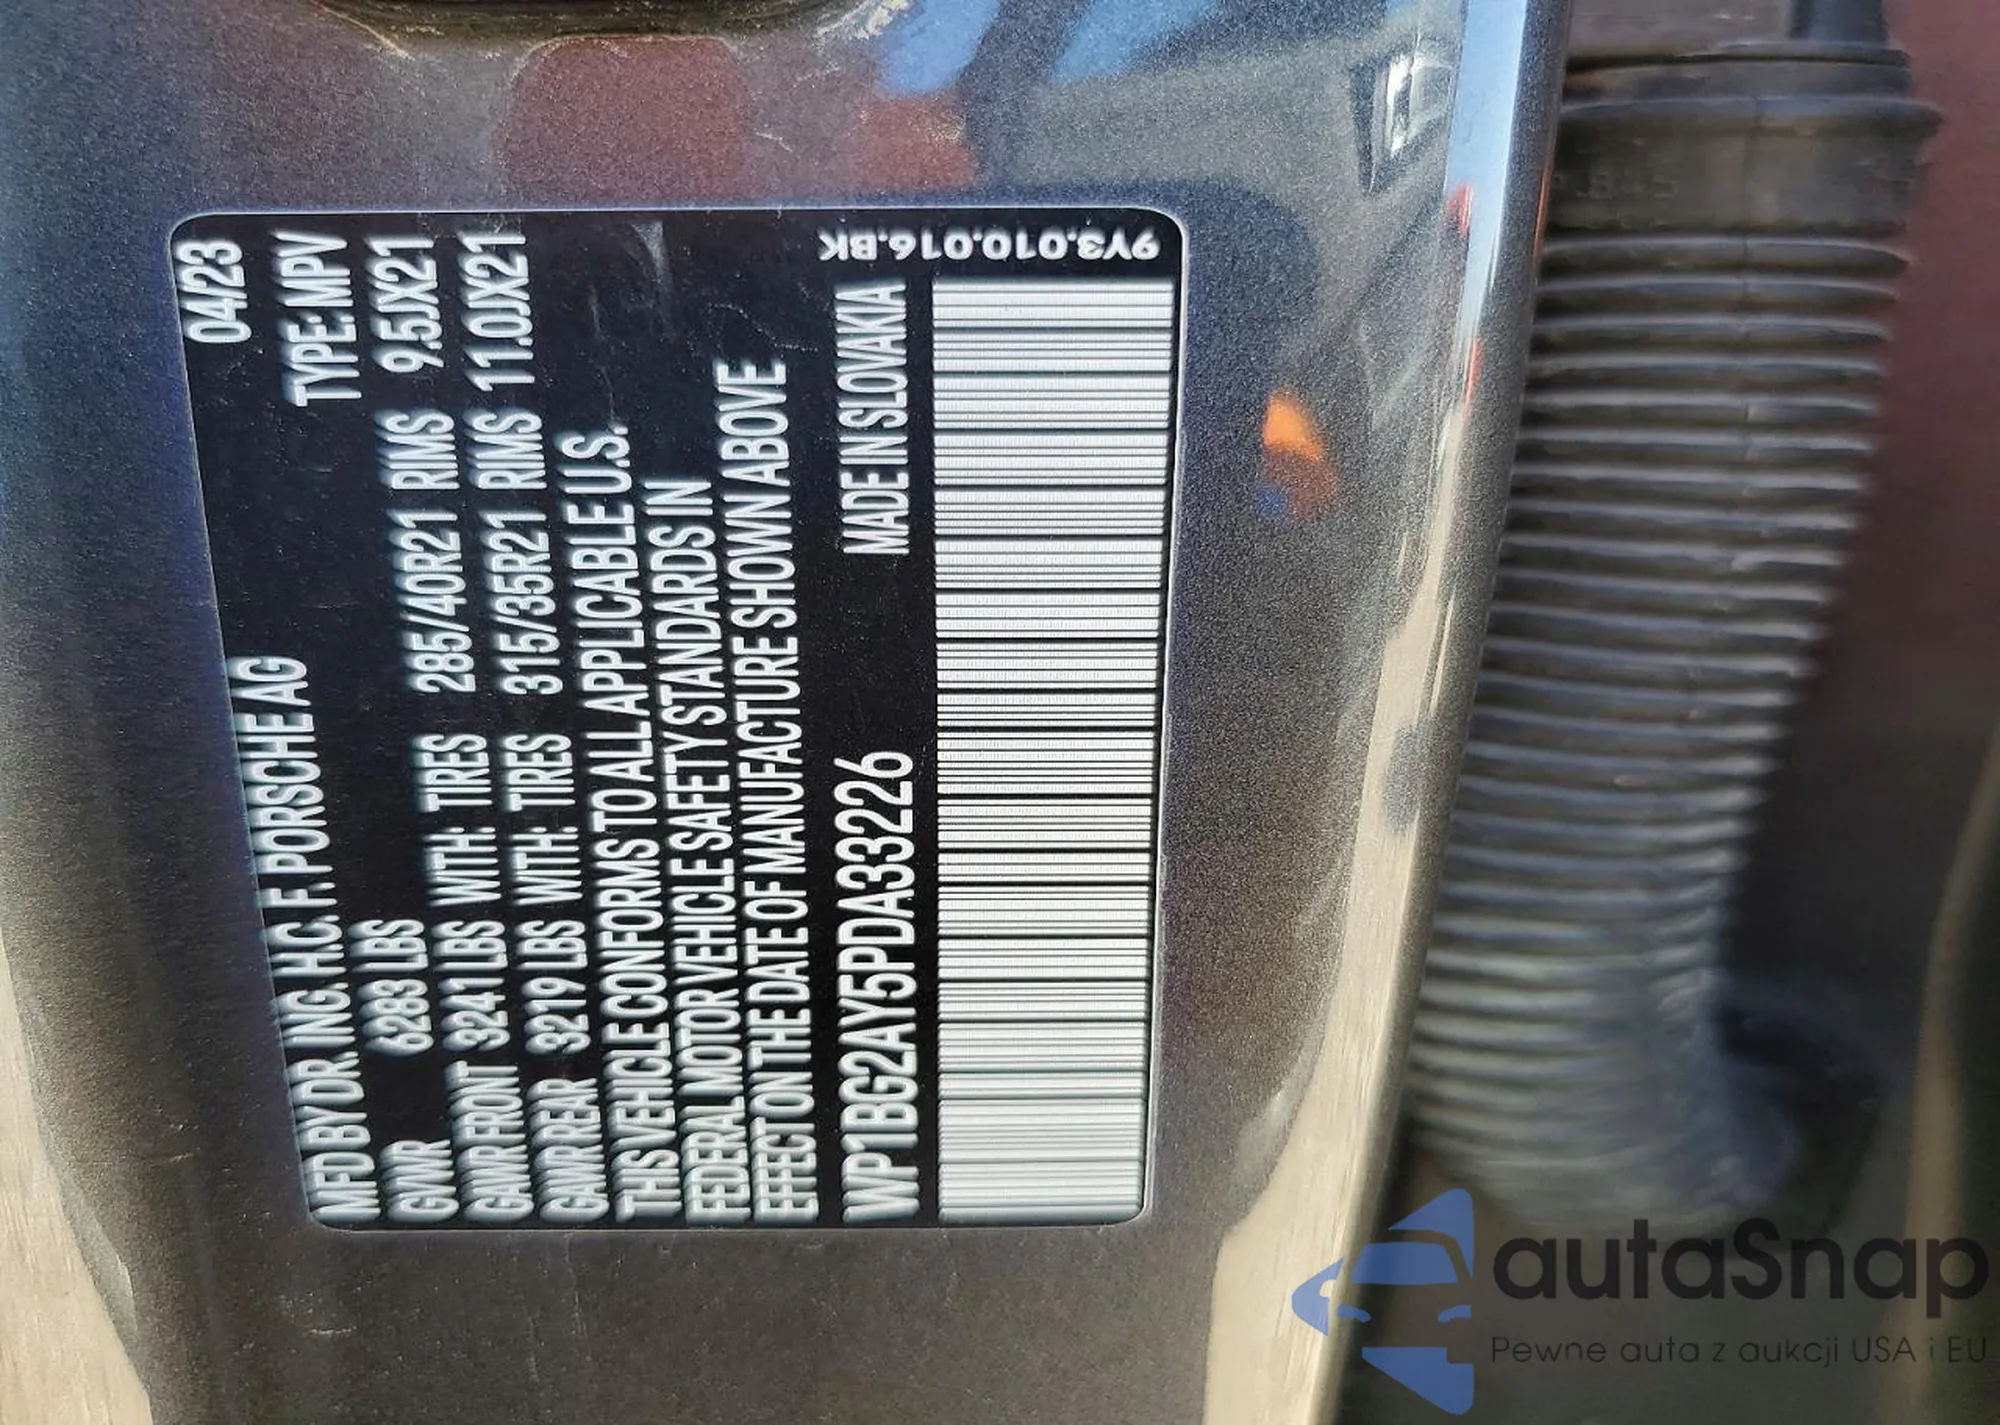 MFD BY DR. ING. H.C. F. PORSCHE AG 04/23
GVWR 6283 LBS TYPE: MPV
GAWR FRONT 3241 LBS WITH: TIRES 285/40R21 RIMS 9.5JX21
GAWR REAR 3219 LBS WITH: TIRES 315/35R21 RIMS 11.0JX21
THIS VEHICLE CONFORMS TO ALL APPLICABLE U.S.
FEDERAL MOTOR VEHICLE SAFETY STANDARDS IN
EFFECT ON THE DATE OF MANUFACTURE SHOWN ABOVE
WP1BG2AY5PDA33226 MADE IN SLOVAKIA
9Y3.010.016.BK
autaSnap
Pewne auta z aukcji USA i EU